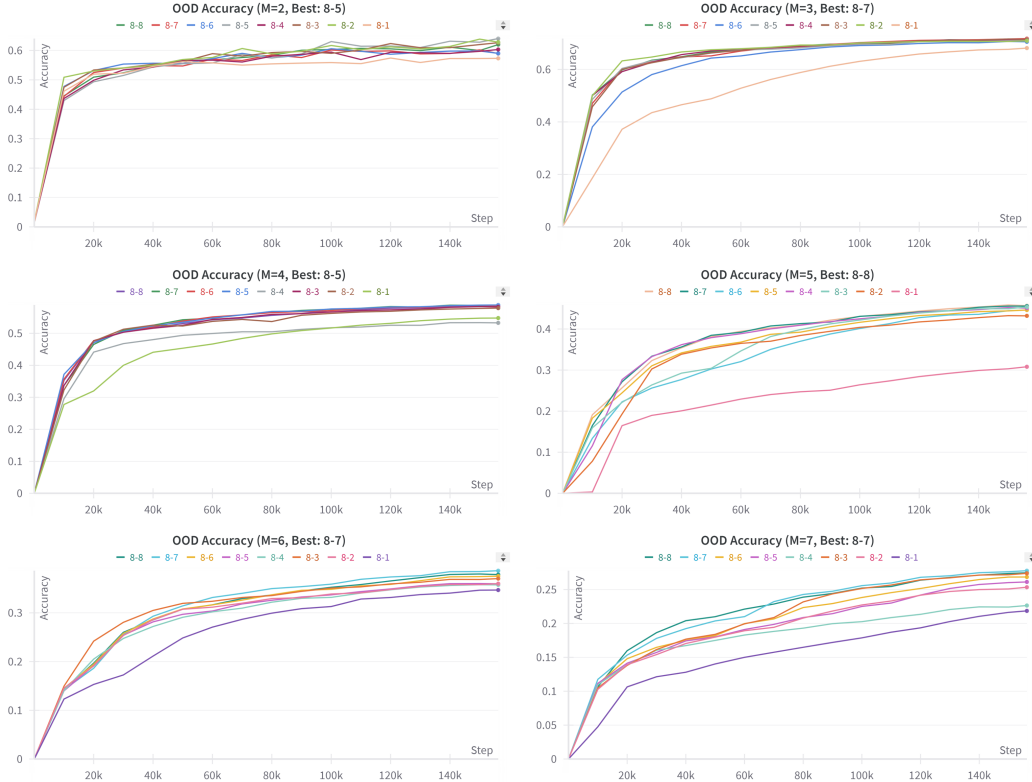 OOD Accuracy (M=2, Best: 8-5)
8-8 8-7 8-6 8-5 8-4 8-3 8-2 8-1
Accuracy
0.6
0.5
0.4
0.3
0.2
0.1
0
Step
20k 40k 60k 80k 100k 120k 140k
OOD Accuracy (M=3, Best: 8-7)
8-8 8-7 8-6 8-5 8-4 8-3 8-2 8-1
Accuracy
0.6
0.4
0.2
0
Step
20k 40k 60k 80k 100k 120k 140k
OOD Accuracy (M=4, Best: 8-5)
8-8 8-7 8-6 8-5 8-4 8-3 8-2 8-1
Accuracy
0.5
0.4
0.3
0.2
0.1
0
Step
20k 40k 60k 80k 100k 120k 140k
OOD Accuracy (M=5, Best: 8-8)
8-8 8-7 8-6 8-5 8-4 8-3 8-2 8-1
Accuracy
0.4
0.3
0.2
0.1
0
Step
20k 40k 60k 80k 100k 120k 140k
OOD Accuracy (M=6, Best: 8-7)
8-8 8-7 8-6 8-5 8-4 8-3 8-2 8-1
Accuracy
0.3
0.2
0.1
0
Step
20k 40k 60k 80k 100k 120k 140k
OOD Accuracy (M=7, Best: 8-7)
8-8 8-7 8-6 8-5 8-4 8-3 8-2 8-1
Accuracy
0.25
0.2
0.15
0.1
0.05
0
Step
20k 40k 60k 80k 100k 120k 140k